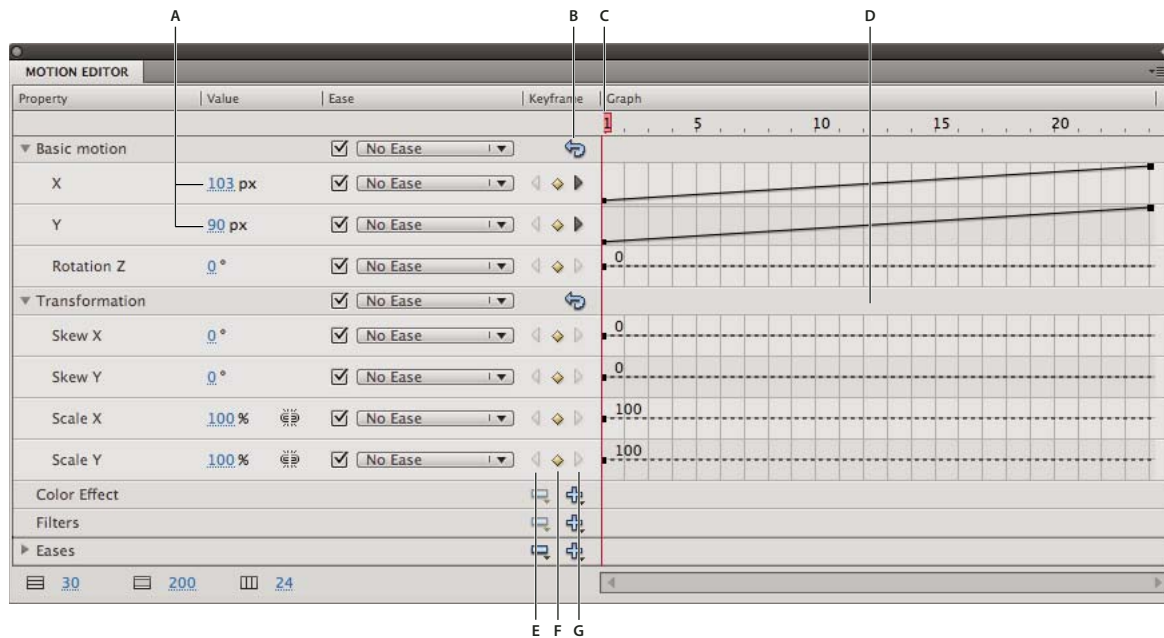 A B C D
MOTION EDITOR
Property Value Ease Keyframe Graph
1 5 10 15 20
Basic motion No Ease
X 103 px No Ease
Y 90 px No Ease
Rotation Z 0° No Ease 0
Transformation No Ease
Skew X 0° No Ease 0
Skew Y 0° No Ease 0
Scale X 100 % No Ease 100
Scale Y 100 % No Ease 100
Color Effect
Filters
Eases
30 200 24
E F G